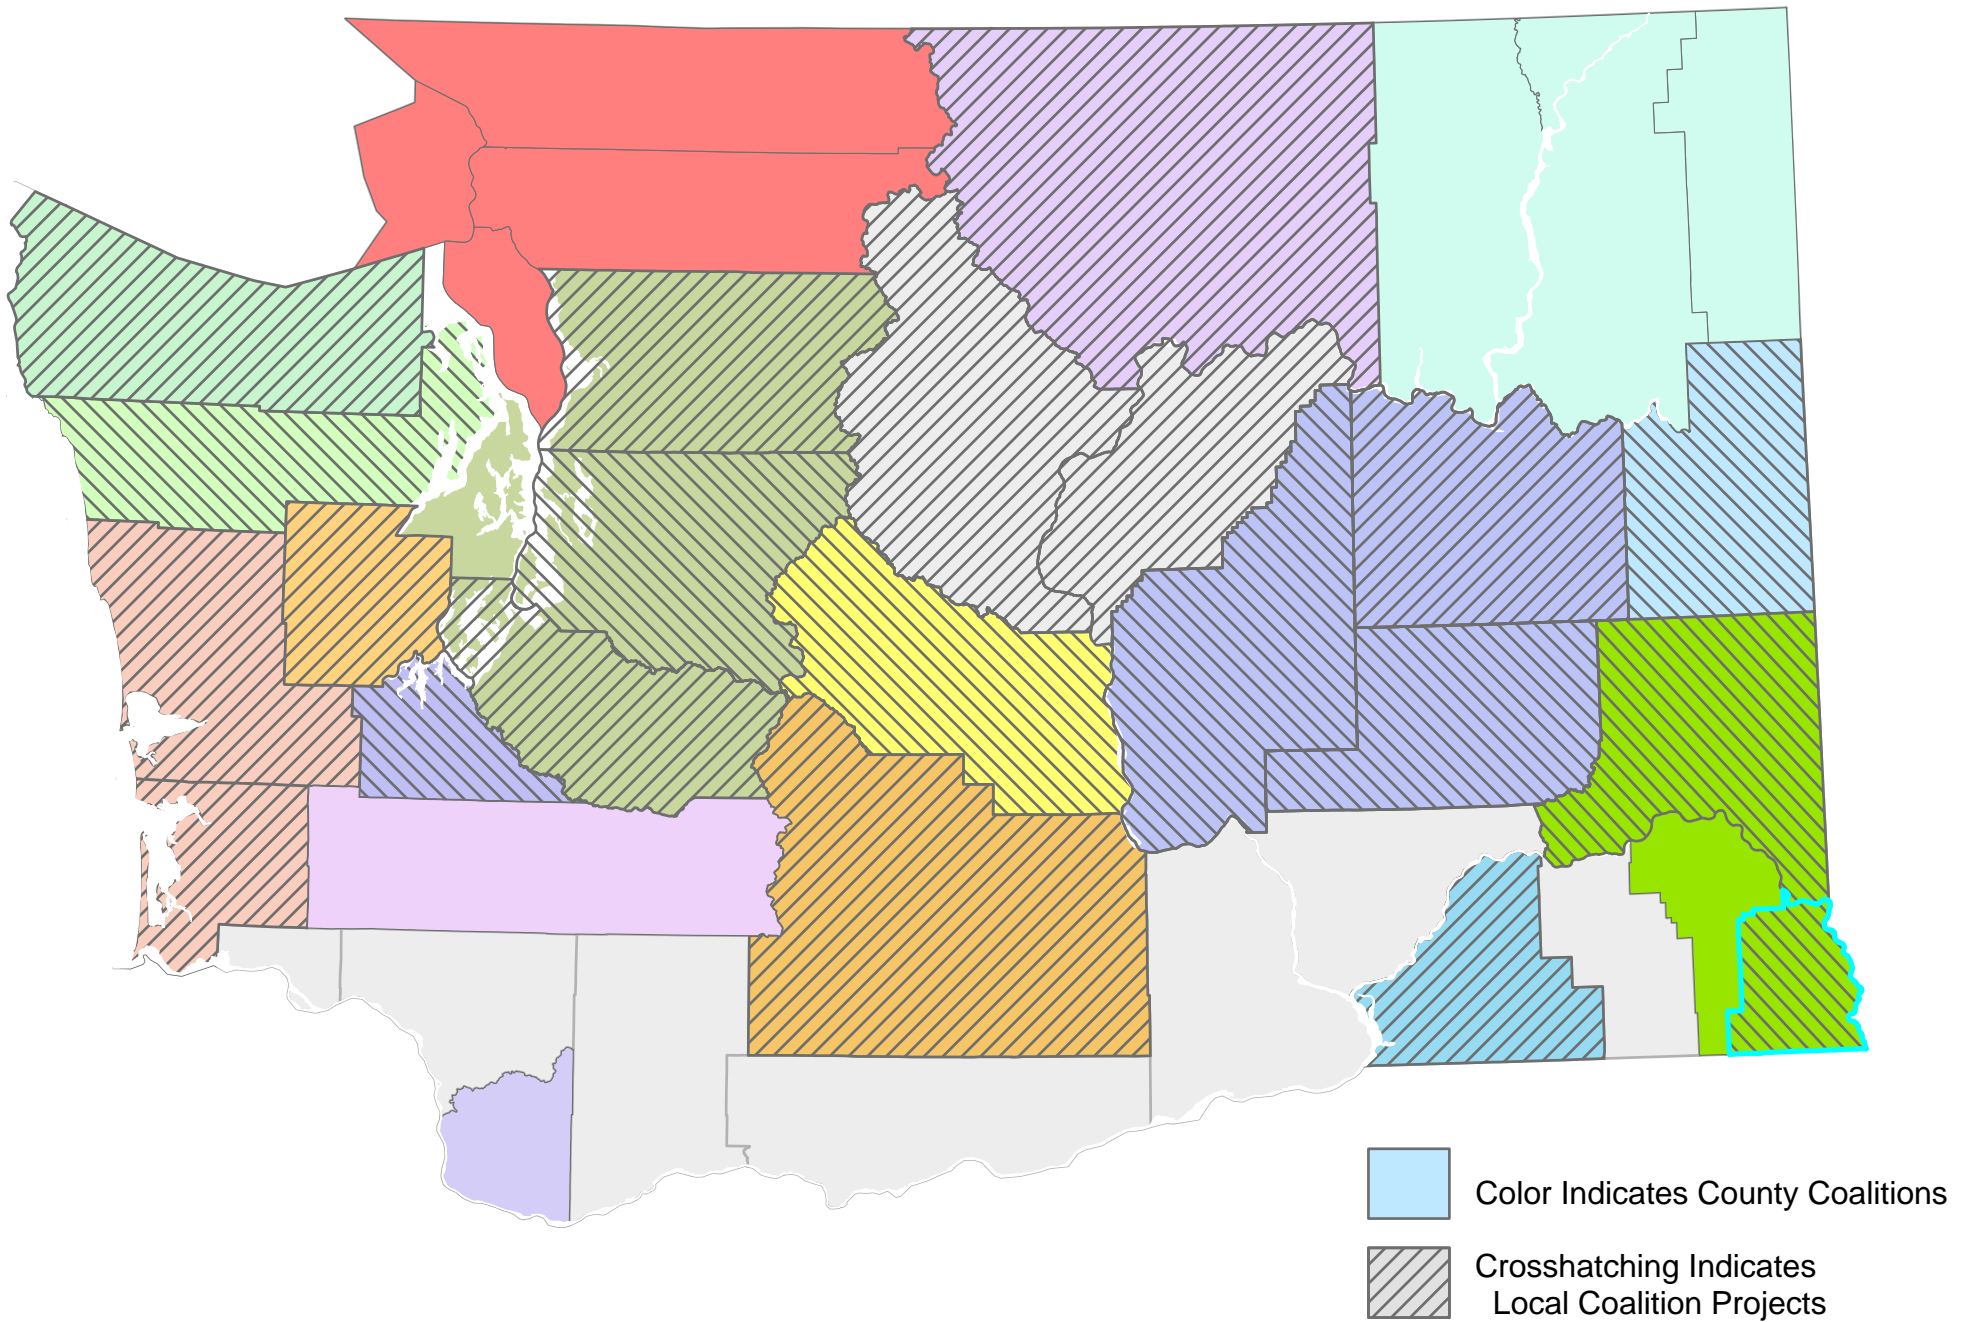 Color Indicates County Coalitions
Crosshatching Indicates
Local Coalition Projects